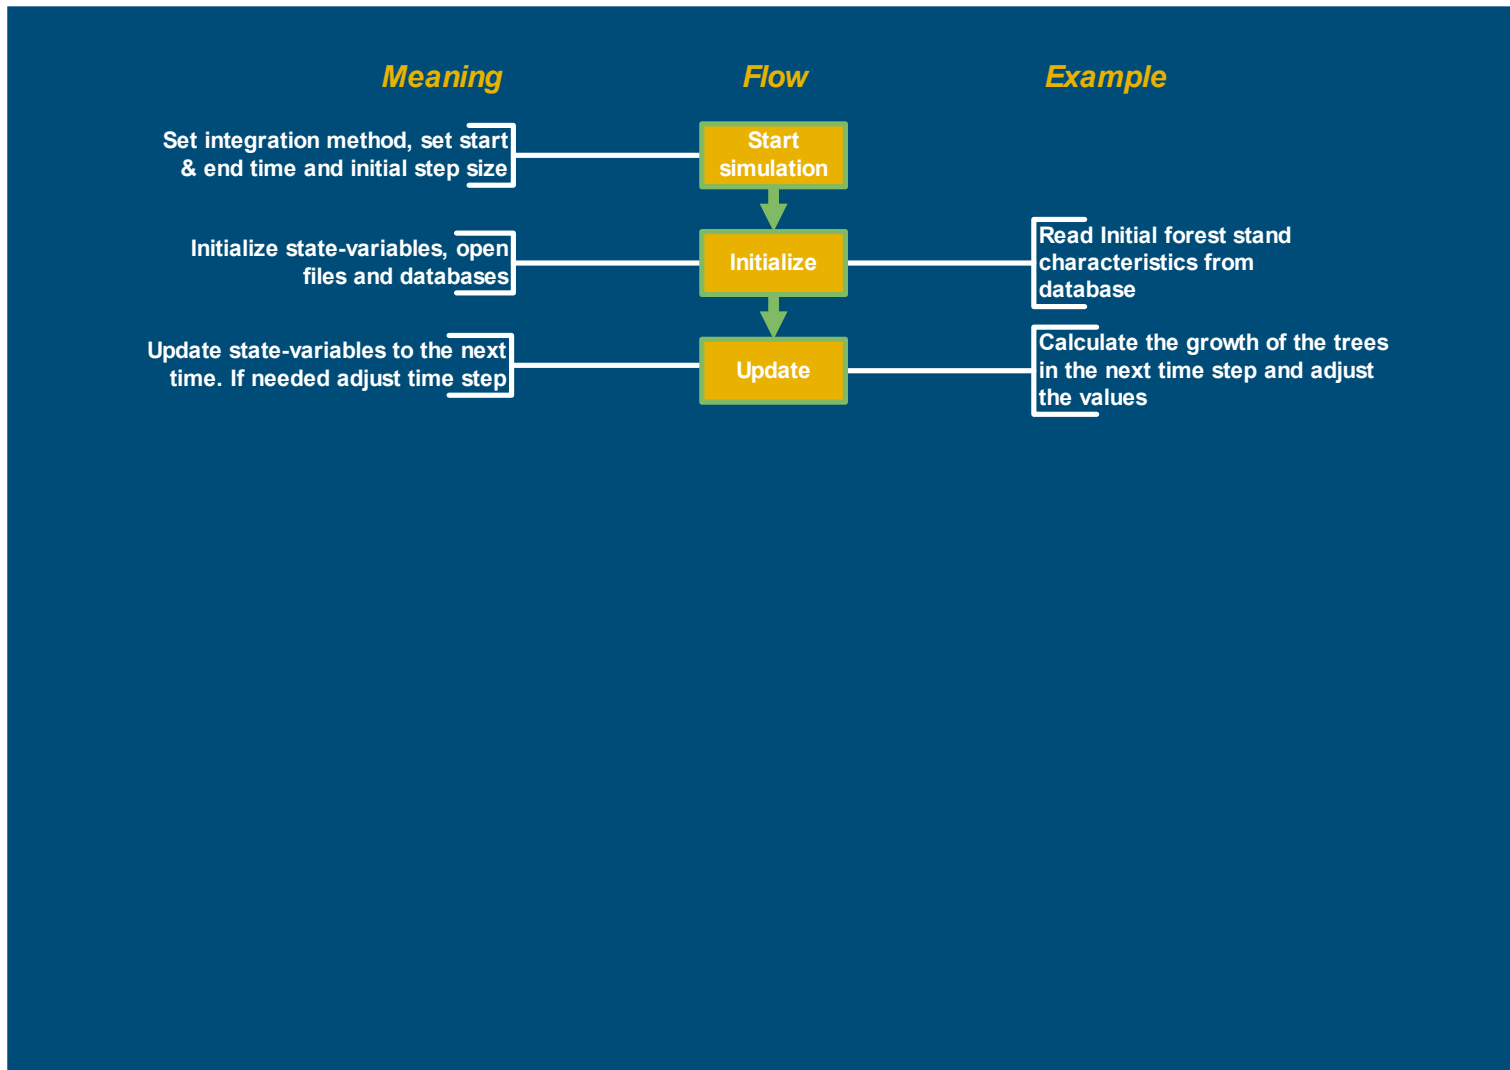 Meaning
Flow
Example
Set integration method, set start
& end time and initial step size
Start
simulation
Initialize state-variables, open
files and databases
Initialize
Read Initial forest stand
characteristics from
database
Update state-variables to the next
time. If needed adjust time step
Update
Calculate the growth of the trees
in the next time step and adjust
the values